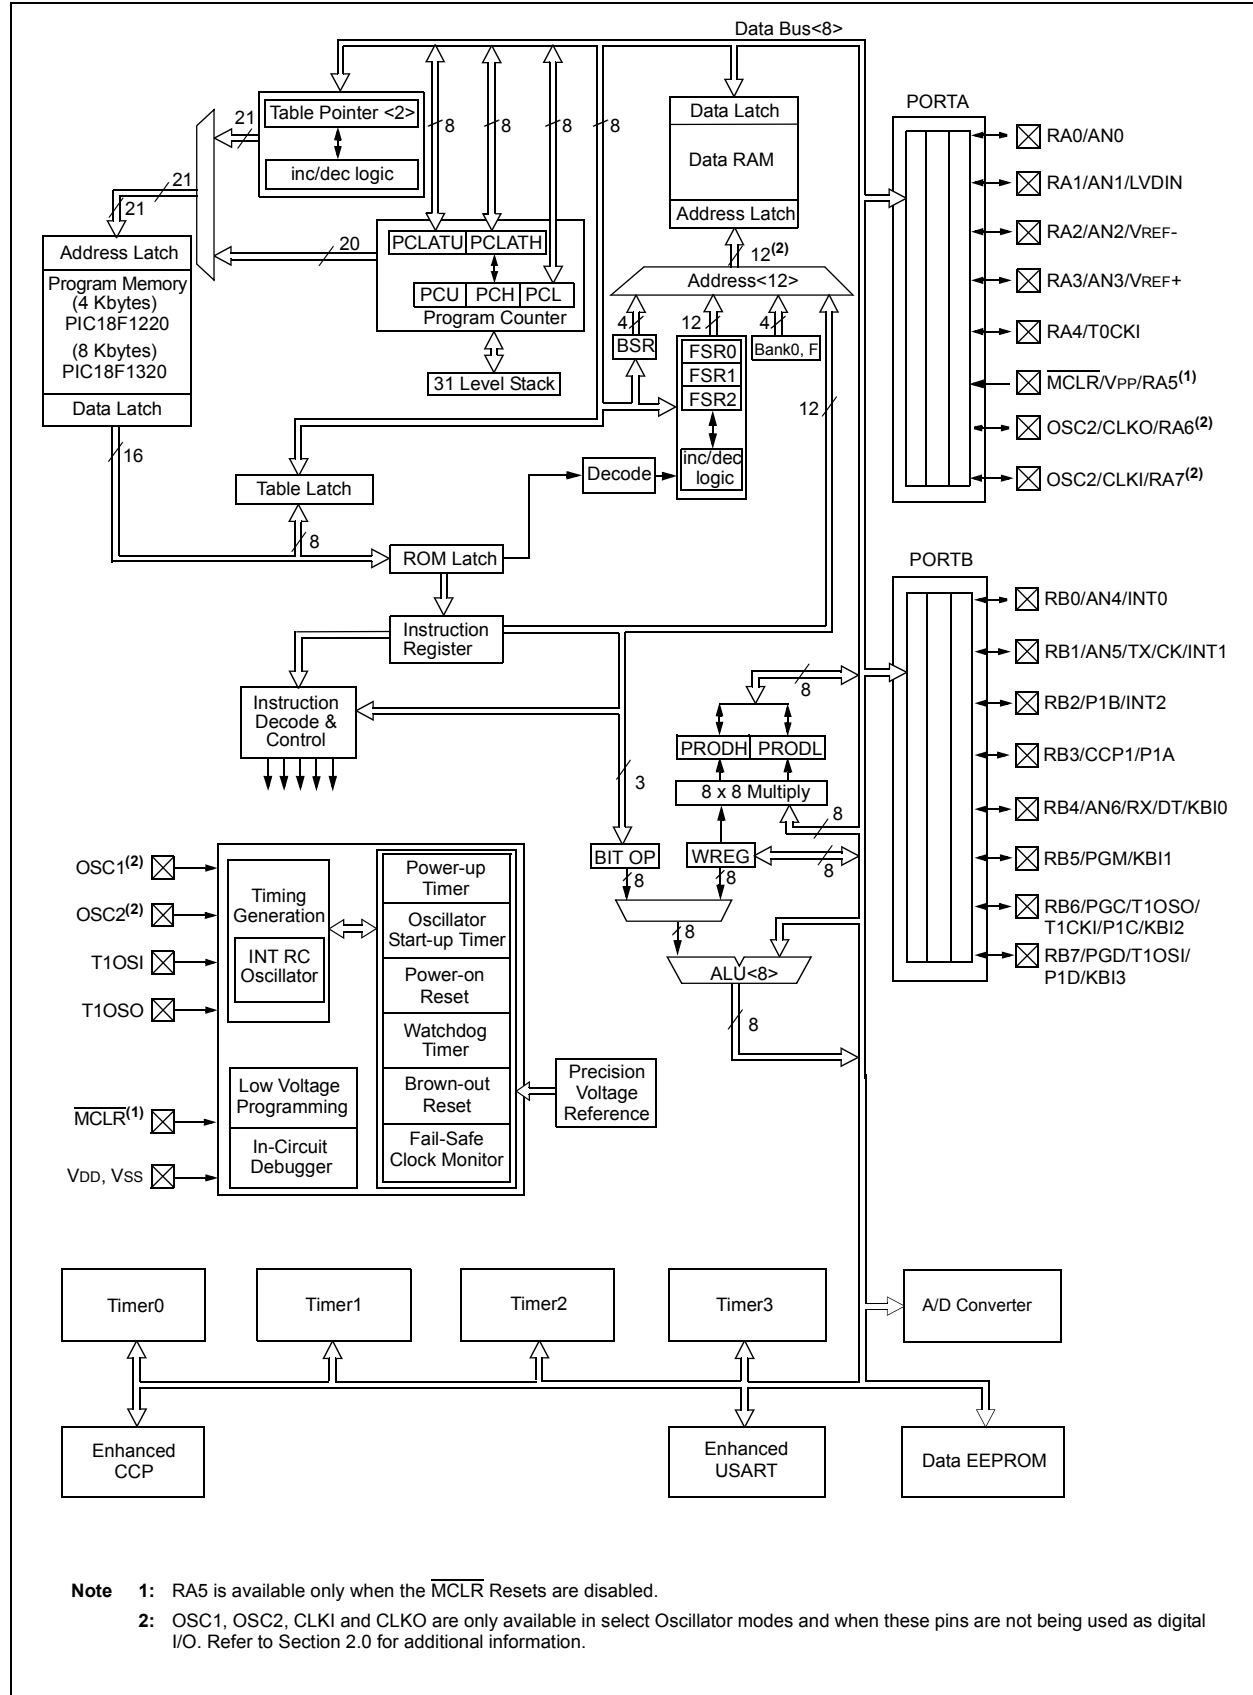 Data Bus<8>
Table Pointer <2>
inc/dec logic
21
8
8
8
8
Data Latch
Data RAM
Address Latch
PORTA
RA0/AN0
RA1/AN1/LVDIN
RA2/AN2/VREF-
RA3/AN3/VREF+
RA4/T0CKI
MCLR/VPP/RA5(1)
OSC2/CLKO/RA6(2)
OSC2/CLKI/RA7(2)
21
21
Address Latch
Program Memory
(4 Kbytes)
PIC18F1220
(8 Kbytes)
PIC18F1320
Data Latch
16
20
PCLATU PCLATH
PCU PCH PCL
Program Counter
31 Level Stack
12(2)
Address<12>
4
12
4
BSR
FSR0
FSR1
FSR2
inc/dec
logic
Bank0, F
12
Table Latch
8
Decode
ROM Latch
Instruction
Register
Instruction
Decode &
Control
3
PORTB
RB0/AN4/INT0
RB1/AN5/TX/CK/INT1
RB2/P1B/INT2
RB3/CCP1/P1A
RB4/AN6/RX/DT/KBI0
RB5/PGM/KBI1
RB6/PGC/T1OSO/
T1CKI/P1C/KBI2
RB7/PGD/T1OSI/
P1D/KBI3
8
PRODH PRODL
8 x 8 Multiply
8
BIT OP
WREG
8
8
8
8
ALU<8>
8
OSC1(2)
OSC2(2)
T1OSI
T1OSO
MCLR(1)
VDD, VSS
Timing
Generation
INT RC
Oscillator
Low Voltage
Programming
In-Circuit
Debugger
Power-up
Timer
Oscillator
Start-up Timer
Power-on
Reset
Watchdog
Timer
Brown-out
Reset
Fail-Safe
Clock Monitor
Precision
Voltage
Reference
Timer0
Timer1
Timer2
Timer3
A/D Converter
Enhanced
CCP
Enhanced
USART
Data EEPROM
Note 1: RA5 is available only when the MCLR Resets are disabled.
2: OSC1, OSC2, CLKI and CLKO are only available in select Oscillator modes and when these pins are not being used as digital
I/O. Refer to Section 2.0 for additional information.